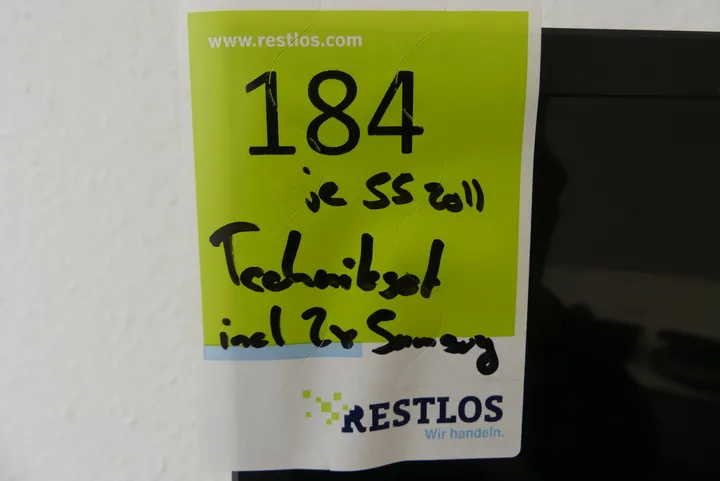 www.restlos.com
184
je 55 Zoll
Technikset
incl 2x Samsung
RESTLOS
Wir handeln.